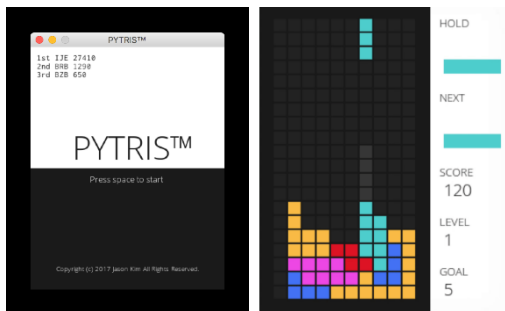 PYTRIS™
1st IJE 27410
2nd BRB 1290
3rd BZB 650
PYTRIS™
Press space to start
Copyright (c) 2017 Jason Kim All Rights Reserved.
HOLD
NEXT
SCORE
120
LEVEL
1
GOAL
5